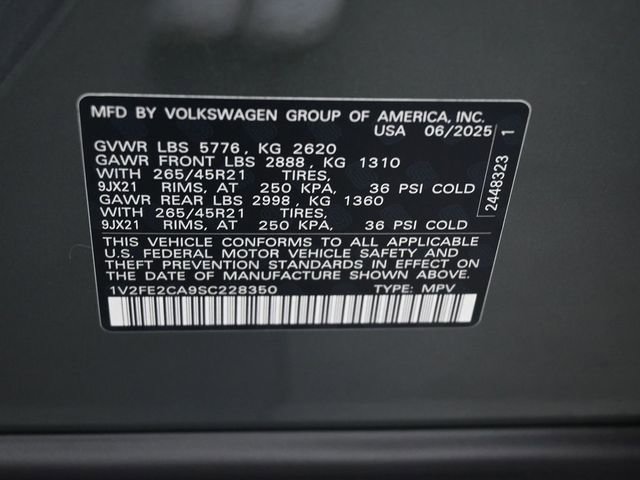 MFD BY VOLKSWAGEN GROUP OF AMERICA, INC.
USA 06/2025
GVWR LBS 5776, KG 2620
GAWR FRONT LBS 2888, KG 1310
WITH 265/45R21 TIRES,
9JX21 RIMS, AT 250 KPA, 36 PSI COLD
GAWR REAR LBS 2998, KG 1360
WITH 265/45R21 TIRES,
9JX21 RIMS, AT 250 KPA, 36 PSI COLD
THIS VEHICLE CONFORMS TO ALL APPLICABLE
U.S. FEDERAL MOTOR VEHICLE SAFETY AND
THEFT PREVENTION STANDARDS IN EFFECT ON
THE DATE OF MANUFACTURE SHOWN ABOVE.
1V2FE2CA9SC228350 TYPE: MPV
2448323 1